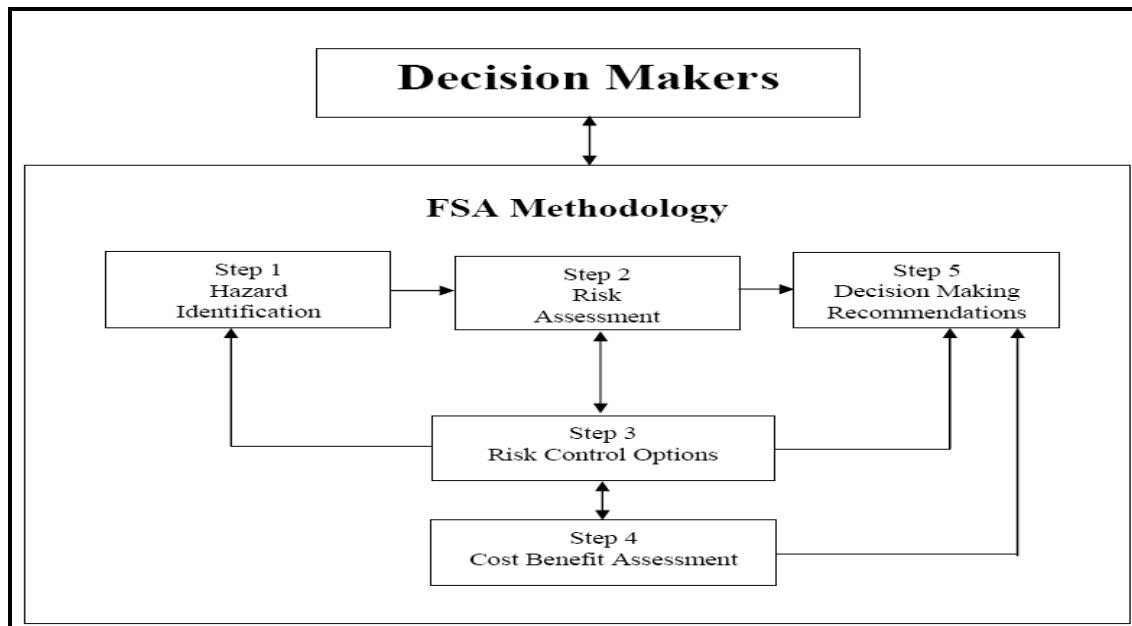 Decision Makers
FSA Methodology
Step 1
Hazard
Identification
Step 2
Risk
Assessment
Step 5
Decision Making
Recommendations
Step 3
Risk Control Options
Step 4
Cost Benefit Assessment